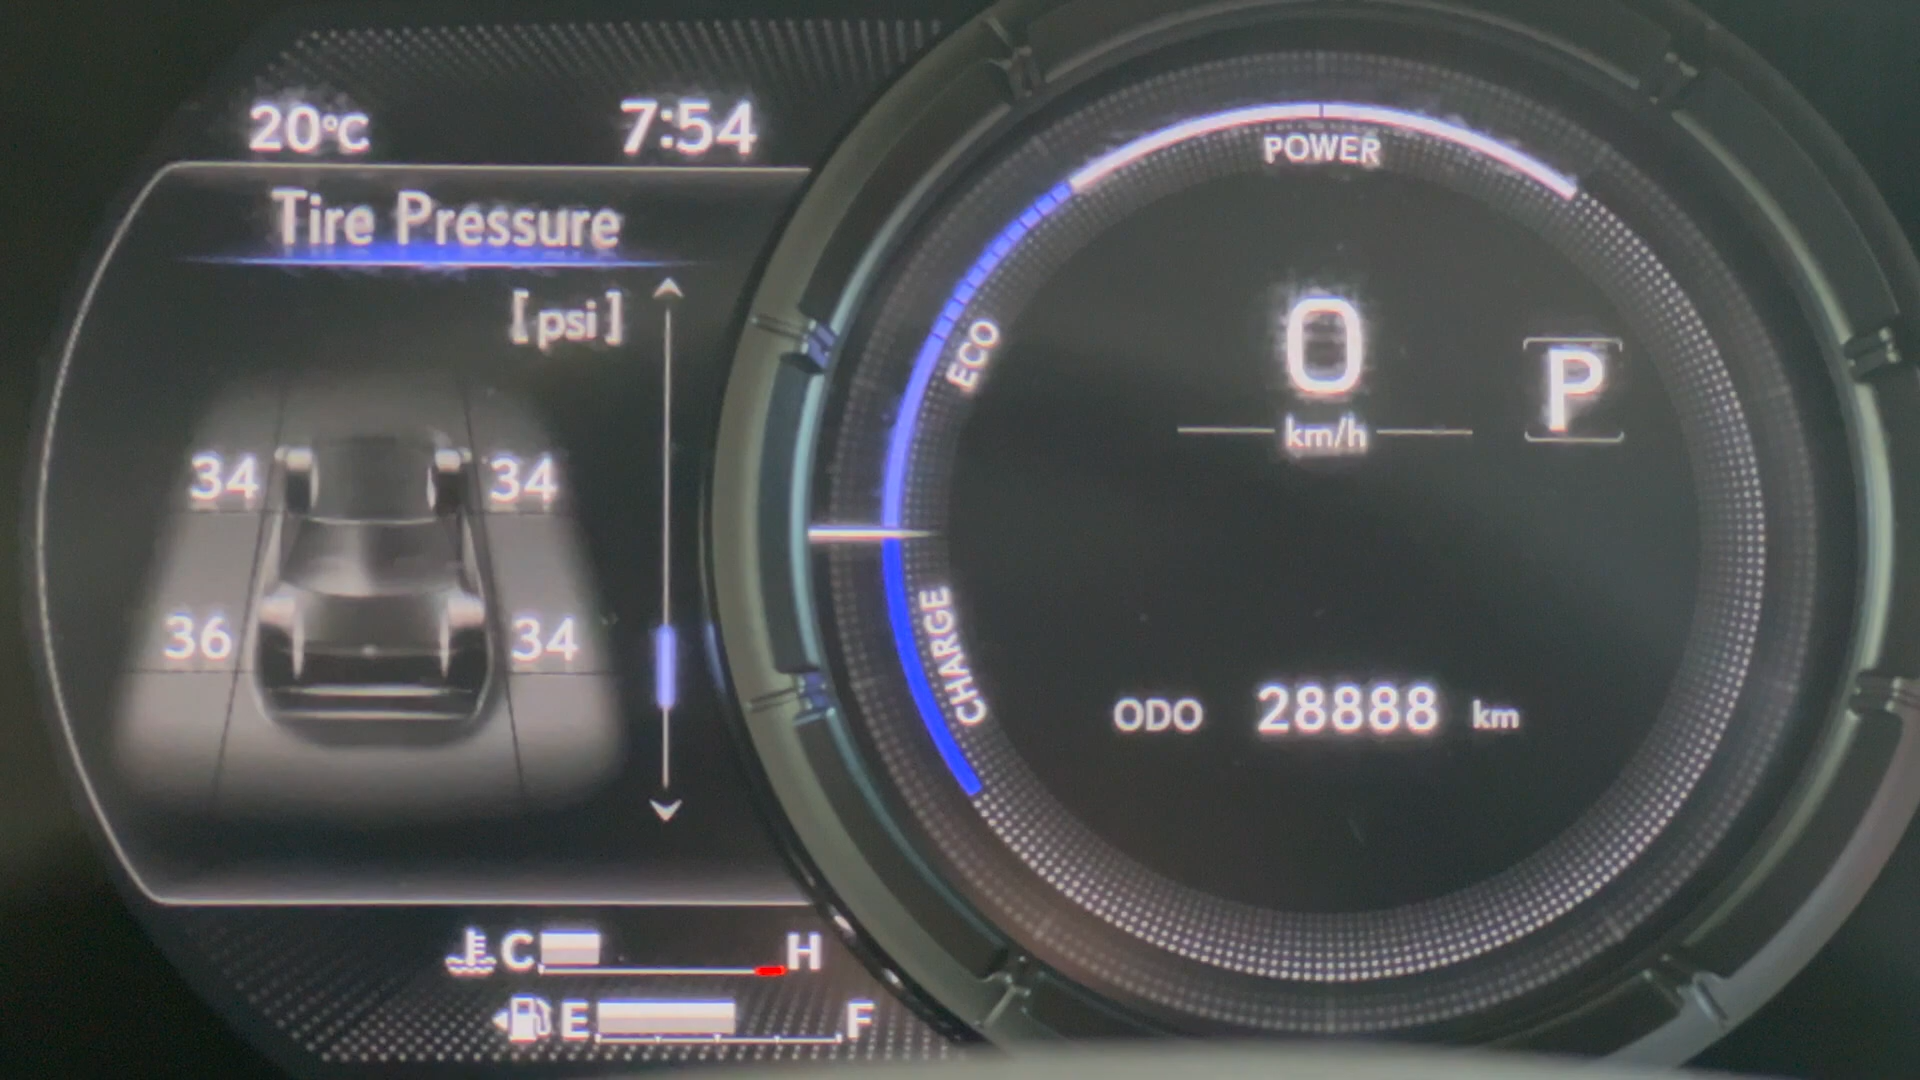 20°C 7:54
Tire Pressure
[psi]
34 34
36 34
C H
E F
POWER
ECO
CHARGE
0
km/h
P
ODO 28888 km